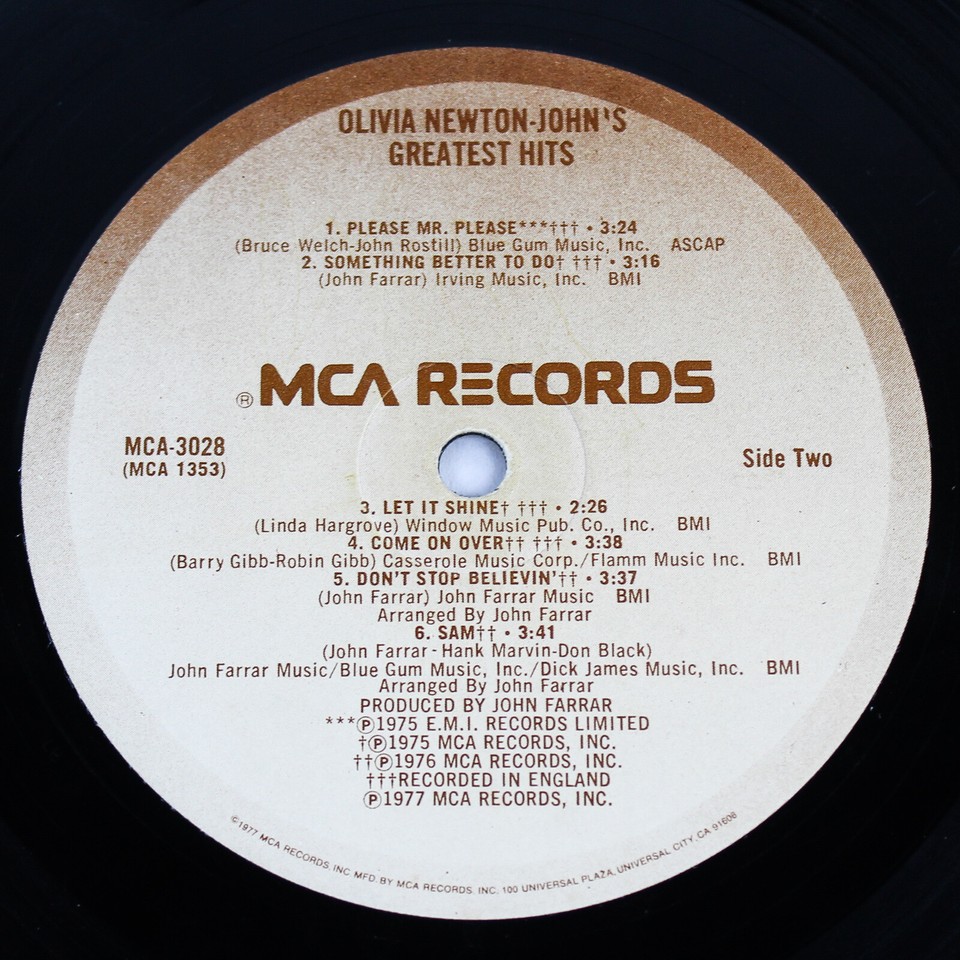 OLIVIA NEWTON-JOHN'S
GREATEST HITS
1. PLEASE MR. PLEASE***††† • 3:24
(Bruce Welch-John Rostill) Blue Gum Music, Inc. ASCAP
2. SOMETHING BETTER TO DO† ††† • 3:16
(John Farrar) Irving Music, Inc. BMI
® MCA RECORDS
MCA-3028
(MCA 1353)
Side Two
3. LET IT SHINE† ††† • 2:26
(Linda Hargrove) Window Music Pub. Co., Inc. BMI
4. COME ON OVER†† ††† • 3:38
(Barry Gibb-Robin Gibb) Casserole Music Corp./Flamm Music Inc. BMI
5. DON'T STOP BELIEVIN'†† • 3:37
(John Farrar) John Farrar Music BMI
Arranged By John Farrar
6. SAM†† • 3:41
(John Farrar-Hank Marvin-Don Black)
John Farrar Music/Blue Gum Music, Inc./Dick James Music, Inc. BMI
Arranged By John Farrar
PRODUCED BY JOHN FARRAR
***℗1975 E.M.I. RECORDS LIMITED
†℗1975 MCA RECORDS, INC.
††℗1976 MCA RECORDS, INC.
†††RECORDED IN ENGLAND
℗1977 MCA RECORDS, INC.
©1977 MCA RECORDS, INC. MFD. BY MCA RECORDS, INC. 100 UNIVERSAL PLAZA, UNIVERSAL CITY, CA 91608